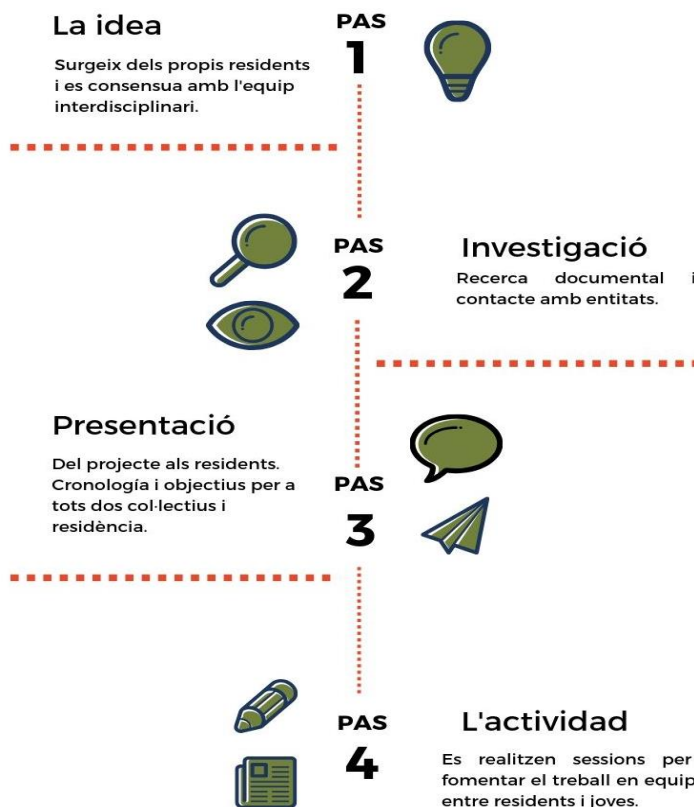 La idea
Surgeix dels propis residents
i es consensua amb l'equip
interdisciplinari.
PAS
1
PAS
2
Investigació
Recerca documental i
contacte amb entitats.
Presentació
Del projecte als residents.
Cronología i objectius per a
tots dos col·lectius i
residència.
PAS
3
PAS
4
L'actividad
Es realitzen sessions per
fomentar el treball en equip
entre residents i joves.